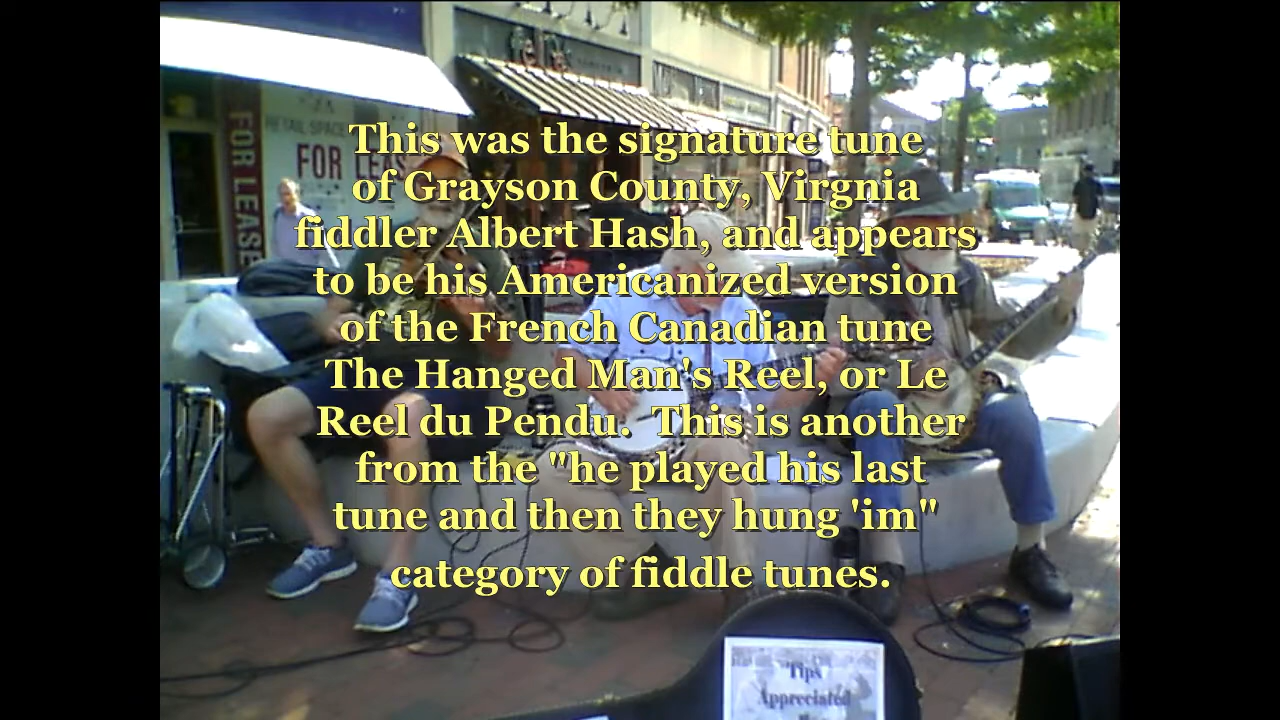 FOR LEASE
RETAIL SPACE
FOR LEAS
This was the signature tune
of Grayson County, Virgnia
fiddler Albert Hash, and appears
to be his Americanized version
of the French Canadian tune
The Hanged Man's Reel, or Le
Reel du Pendu.  This is another
from the "he played his last
tune and then they hung 'im"
category of fiddle tunes.
Tips
Appreciated